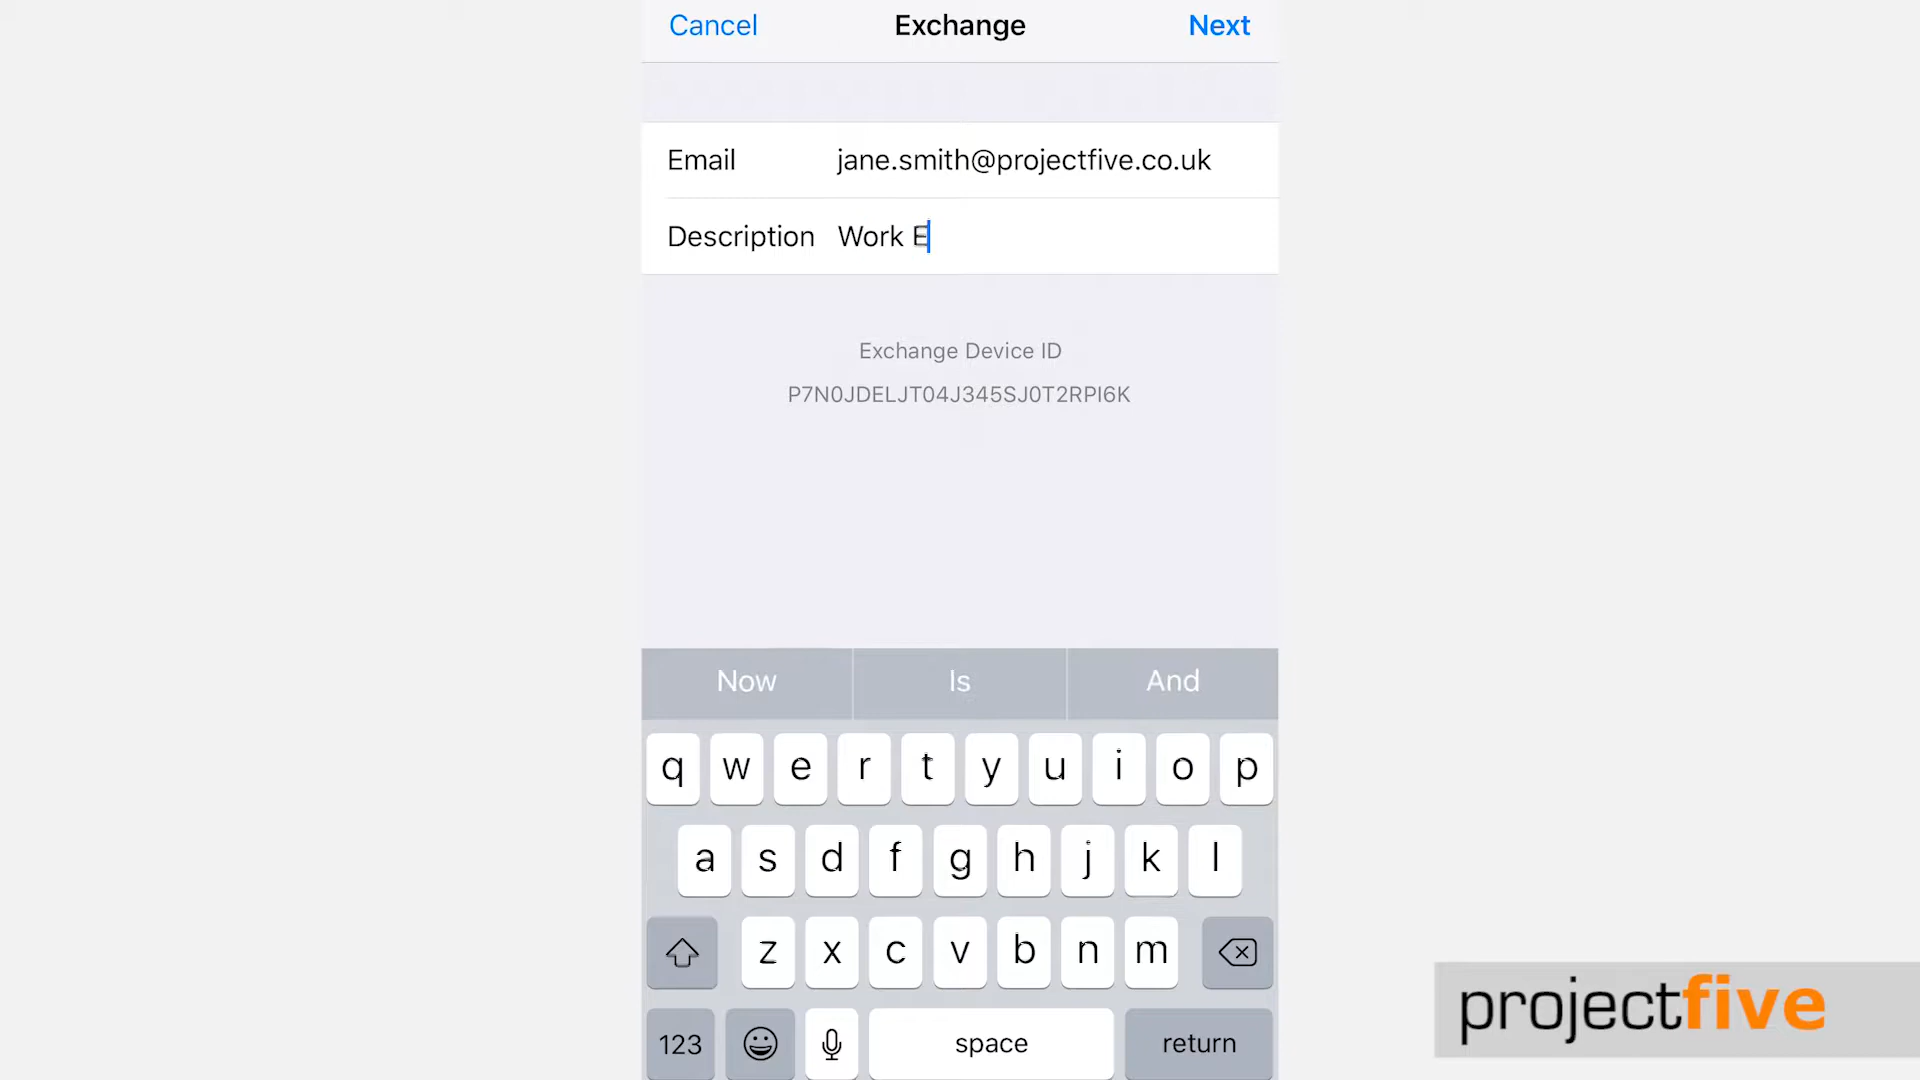 Cancel Exchange Next
Email jane.smith@projectfive.co.uk
Description Work E
Exchange Device ID
P7N0JDELJT04J345SJ0T2RPI6K
Now Is And
q w e r t y u i o p
a s d f g h j k l
z x c v b n m
123 space return
projectfive